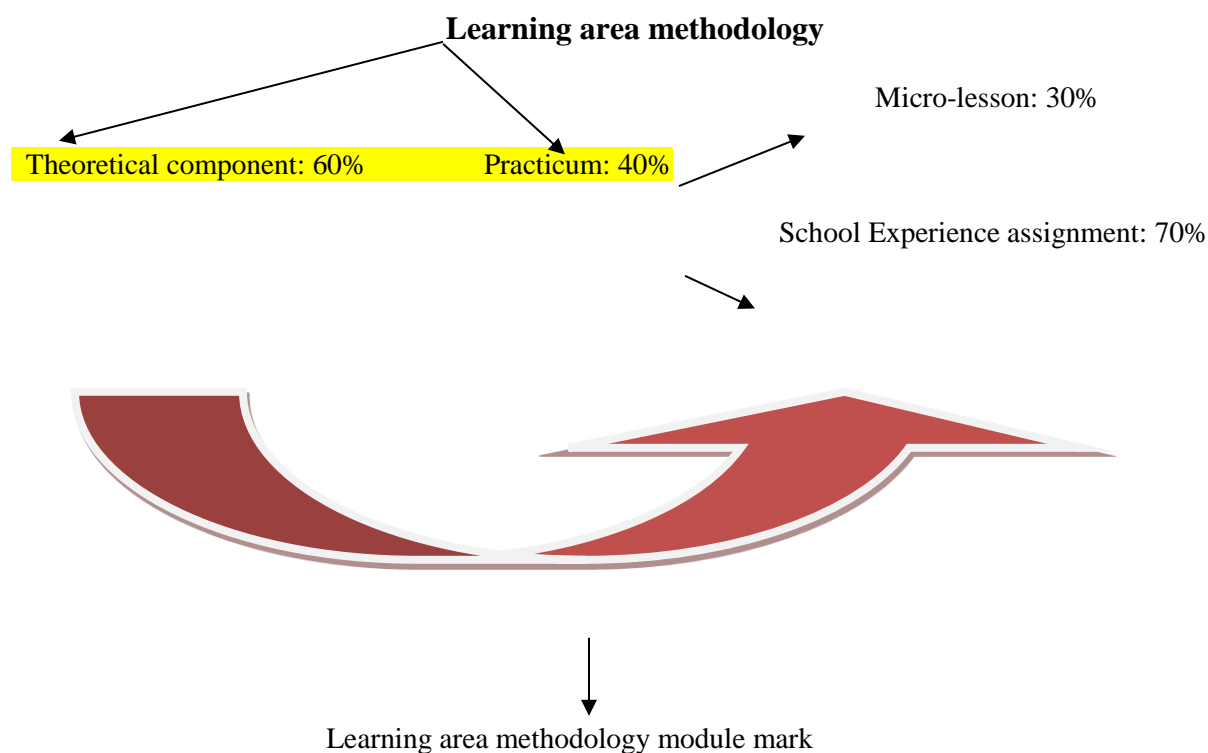 Learning area methodology
Micro-lesson: 30%
Theoretical component: 60% Practicum: 40%
School Experience assignment: 70%
Learning area methodology module mark